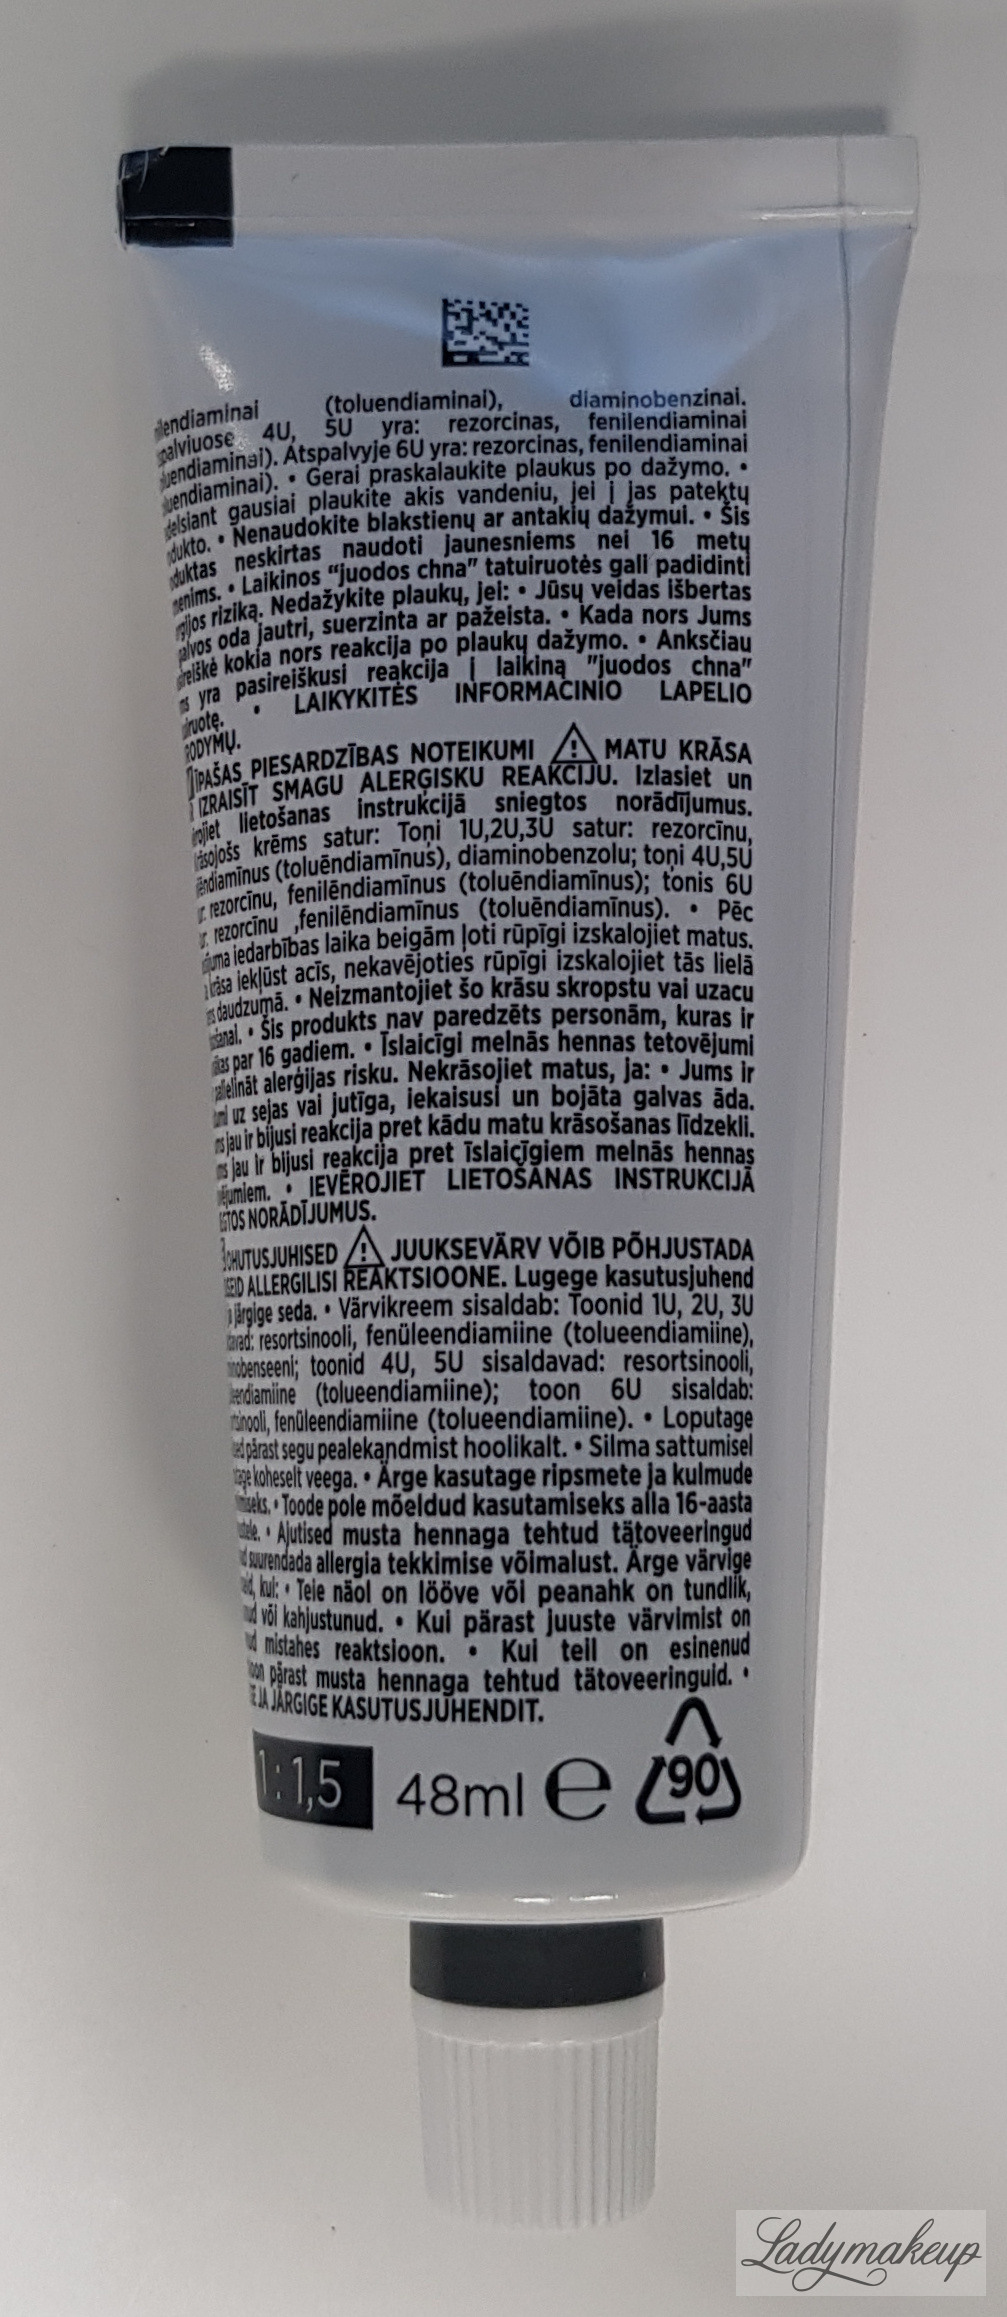 (toluendiaminai), diaminobenzinai.
4U, 5U yra: rezorcinas, fenilendiaminai
Atspalvyje 6U yra: rezorcinas, fenilendiaminai
• Gerai praskalaukite plaukus po dažymo. •
gausiai plaukite akis vandeniu, jei į jas patektų
• Nenaudokite blakstienų ar antakių dažymui. • Šis
neskirtas naudoti jaunesniems nei 16 metų
• Laikinos "juodos chna" tatuiruotės gali padidinti
riziką. Nedažykite plaukų, jei: • Jūsų veidas išbertas
oda jautri, suerzinta ar pažeista. • Kada nors Jums
kokia nors reakcija po plaukų dažymo. • Anksčiau
yra pasireiškusi reakcija į laikiną "juodos chna"
• LAIKYKITĖS INFORMACINIO LAPELIO
ĪPAŠAS PIESARDZĪBAS NOTEIKUMI ⚠ MATU KRĀSA
IZRAISĪT SMAGU ALERĢISKU REAKCIJU. Izlasiet un
lietošanas instrukcijā sniegtos norādījumus.
krēms satur: Toņi 1U,2U,3U satur: rezorcīnu,
(toluēndiamīnus), diaminobenzolu; toņi 4U,5U
rezorcīnu, fenilēndiamīnus (toluēndiamīnus); tonis 6U
rezorcīnu ,fenilēndiamīnus (toluēndiamīnus). • Pēc
iedarbības laika beigām ļoti rūpīgi izskalojiet matus.
iekļūst acīs, nekavējoties rūpīgi izskalojiet tās lielā
daudzumā. • Neizmantojiet šo krāsu skropstu vai uzacu
• Šis produkts nav paredzēts personām, kuras ir
par 16 gadiem. • Īslaicīgi melnās hennas tetovējumi
alerģijas risku. Nekrāsojiet matus, ja: • Jums ir
uz sejas vai jutīga, iekaisusi un bojāta galvas āda.
jau ir bijusi reakcija pret kādu matu krāsošanas līdzekli.
jau ir bijusi reakcija pret īslaicīgiem melnās hennas
• IEVĒROJIET LIETOŠANAS INSTRUKCIJĀ
NORĀDĪJUMUS.
OHUTUSJUHISED ⚠ JUUKSEVÄRV VÕIB PÕHJUSTADA
ALLERGILISI REAKTSIOONE. Lugege kasutusjuhend
järgige seda. • Värvikreem sisaldab: Toonid 1U, 2U, 3U
resortsinooli, fenüleendiamiine (tolueendiamiine),
toonid 4U, 5U sisaldavad: resortsinooli,
(tolueendiamiine); toon 6U sisaldab:
fenüleendiamiine (tolueendiamiine). • Loputage
pärast segu pealekandmist hoolikalt. • Silma sattumisel
koheselt veega. • Ärge kasutage ripsmete ja kulmude
• Toode pole mõeldud kasutamiseks alla 16-aasta
• Ajutised musta hennaga tehtud tätoveeringud
suurendada allergia tekkimise võimalust. Ärge värvige
kui: • Teie näol on lööve või peanahk on tundlik,
või kahjustunud. • Kui pärast juuste värvimist on
mistahes reaktsioon. • Kui teil on esinenud
pärast musta hennaga tehtud tätoveeringuid. •
JA JÄRGIGE KASUTUSJUHENDIT.
1:1,5 48ml e 90
Ladymakeup